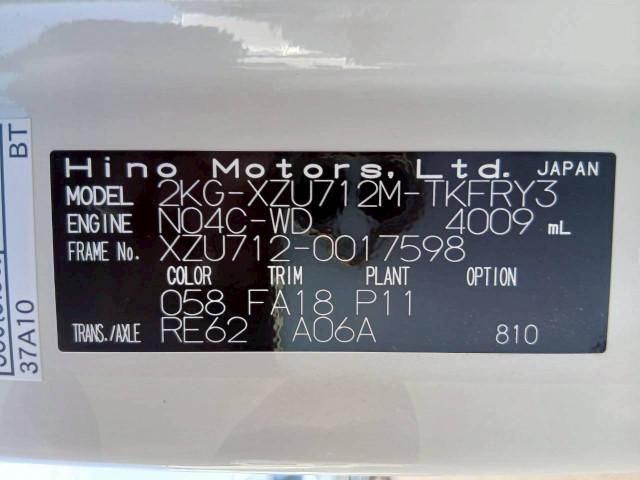 Hino Motors, Ltd. JAPAN
MODEL 2KG-XZU712M-TKFRY3
ENGINE N04C-WD 4009 mL
FRAME No. XZU712-0017598
COLOR TRIM PLANT OPTION
058 FA18 P11
TRANS./AXLE RE62 A06A 810
BT
37A10